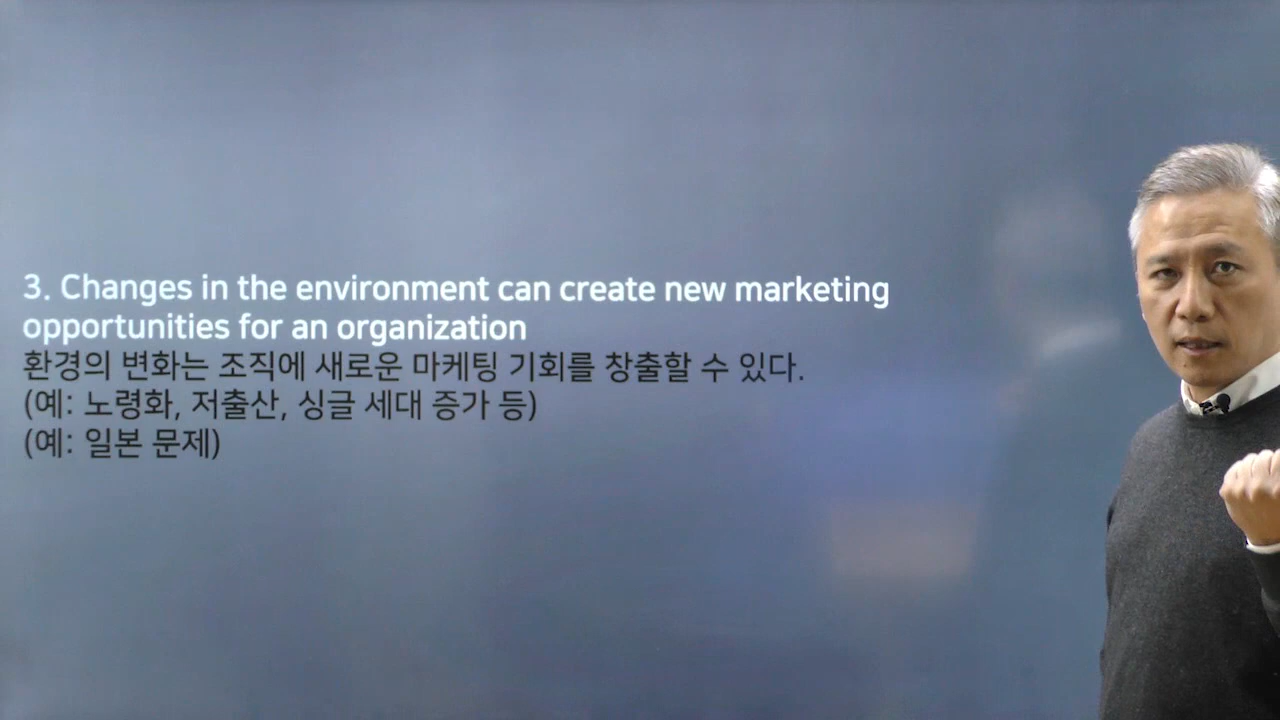 3. Changes in the environment can create new marketing
opportunities for an organization
환경의 변화는 조직에 새로운 마케팅 기회를 창출할 수 있다.
(예: 노령화, 저출산, 싱글 세대 증가 등)
(예: 일본 문제)